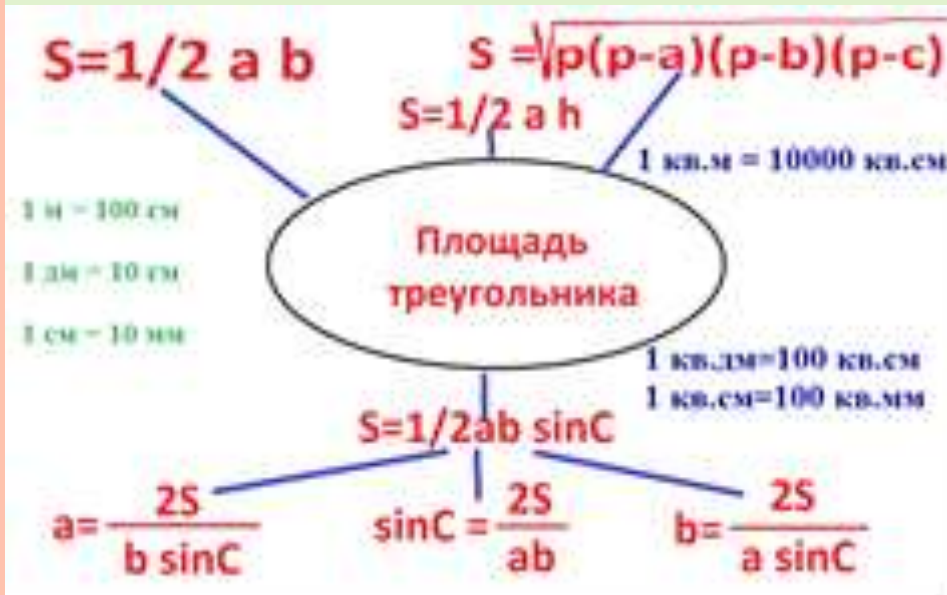 S=1/2 a b
S =√p(p-a)(p-b)(p-c)
S=1/2 a h
1 кв.м = 10000 кв.см
1 м = 100 см
1 дм = 10 см
1 см = 10 мм
Площадь
треугольника
1 кв.дм=100 кв.см
1 кв.см=100 кв.мм
S=1/2ab sinC
a= 2S / b sinC
sinC = 2S / ab
b= 2S / a sinC